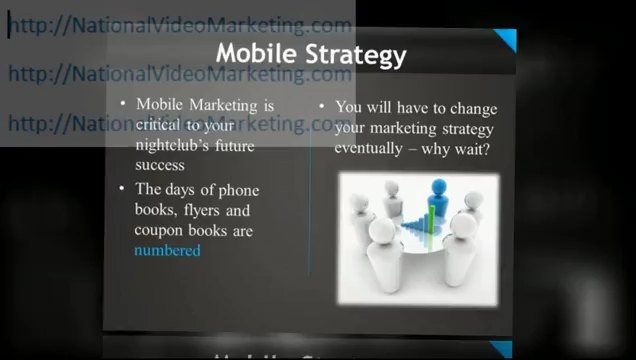 http://NationalVideoMarketing.com
Mobile Strategy
http://NationalVideoMarketing.com
http://NationalVideoMarketing.com
• Mobile Marketing is
critical to your
nightclub's future
success
• The days of phone
books, flyers and
coupon books are
numbered
• You will have to change
your marketing strategy
eventually – why wait?